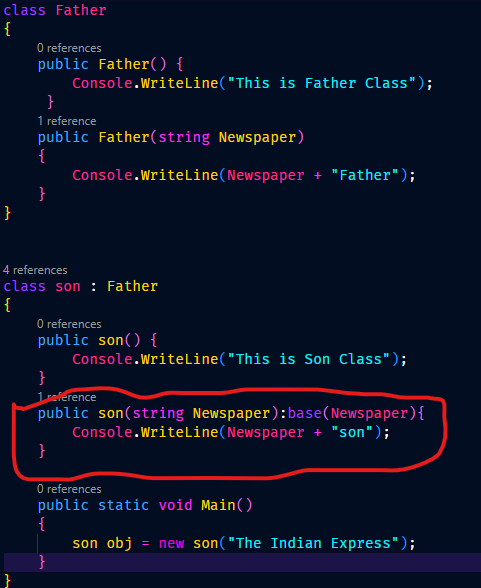 class Father
{
0 references
public Father() {
Console.WriteLine("This is Father Class");
}
1 reference
public Father(string Newspaper)
{
Console.WriteLine(Newspaper + "Father");
}
}
4 references
class son : Father
{
0 references
public son() {
Console.WriteLine("This is Son Class");
}
1 reference
public son(string Newspaper):base(Newspaper){
Console.WriteLine(Newspaper + "son");
}
0 references
public static void Main()
{
son obj = new son("The Indian Express");
}
}